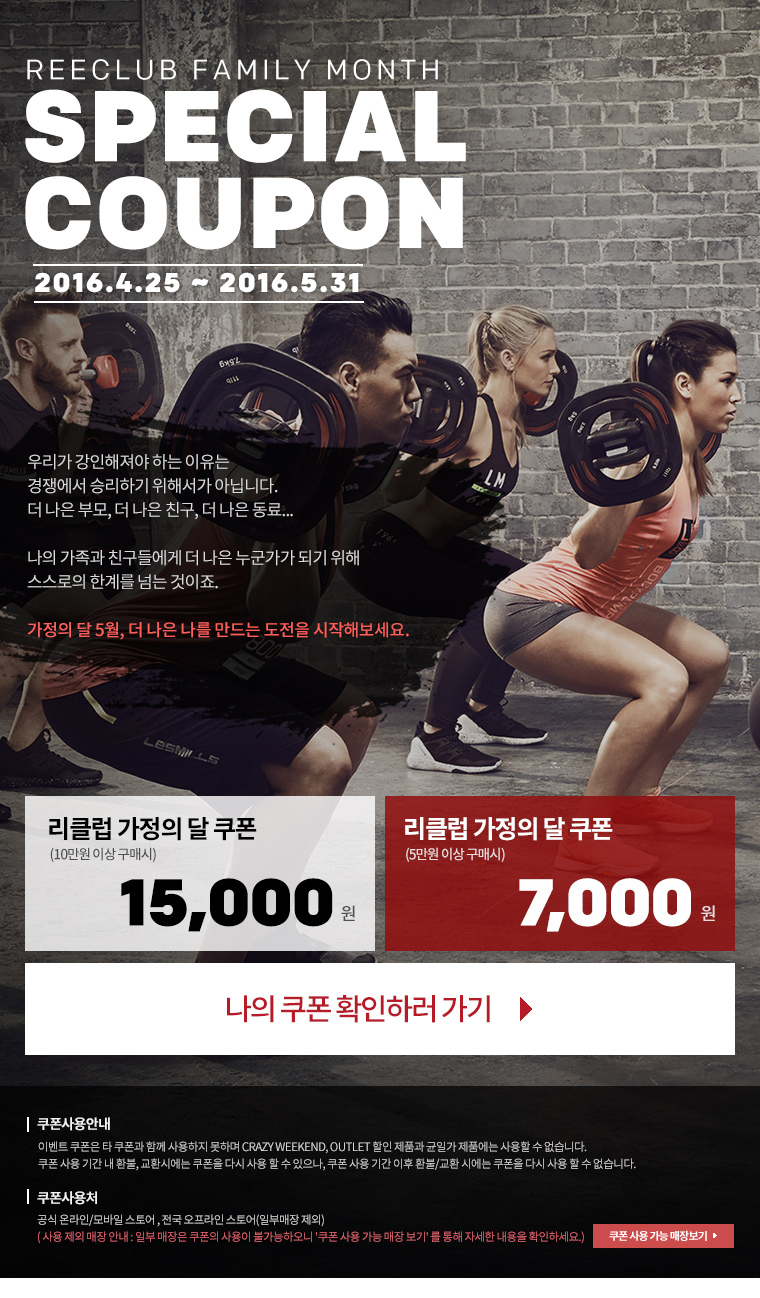 REECLUB FAMILY MONTH
SPECIAL
COUPON
2016.4.25 ~ 2016.5.31
7.5kg
11lb
5kg
LM
우리가 강인해져야 하는 이유는
경쟁에서 승리하기 위해서가 아닙니다.
더 나은 부모, 더 나은 친구, 더 나은 동료...
나의 가족과 친구들에게 더 나은 누군가가 되기 위해
스스로의 한계를 넘는 것이죠.
가정의 달 5월, 더 나은 나를 만드는 도전을 시작해보세요.
LESMILLS
리클럽 가정의 달 쿠폰
(10만원 이상 구매시)
15,000 원
리클럽 가정의 달 쿠폰
(5만원 이상 구매시)
7,000 원
나의 쿠폰 확인하러 가기
쿠폰사용안내
이벤트 쿠폰은 타 쿠폰과 함께 사용하지 못하며 CRAZY WEEKEND, OUTLET 할인 제품과 균일가 제품에는 사용할 수 없습니다.
쿠폰 사용 기간 내 환불, 교환시에는 쿠폰을 다시 사용 할 수 있으나, 쿠폰 사용 기간 이후 환불/교환 시에는 쿠폰을 다시 사용 할 수 없습니다.
쿠폰사용처
공식 온라인/모바일 스토어 , 전국 오프라인 스토어(일부매장 제외)
( 사용 제외 매장 안내 : 일부 매장은 쿠폰의 사용이 불가능하오니 '쿠폰 사용 가능 매장 보기' 를 통해 자세한 내용을 확인하세요.)
쿠폰 사용 가능 매장보기